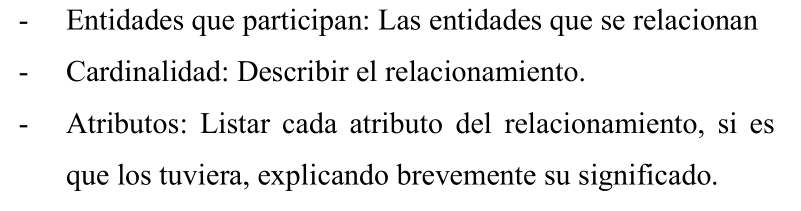 - Entidades que participan: Las entidades que se relacionan
- Cardinalidad: Describir el relacionamiento.
- Atributos: Listar cada atributo del relacionamiento, si es
que los tuviera, explicando brevemente su significado.